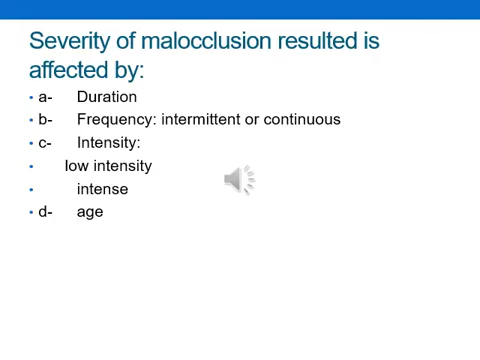 Severity of malocclusion resulted is
affected by:
• a- Duration
• b- Frequency: intermittent or continuous
• c- Intensity:
• low intensity
• intense
• d- age